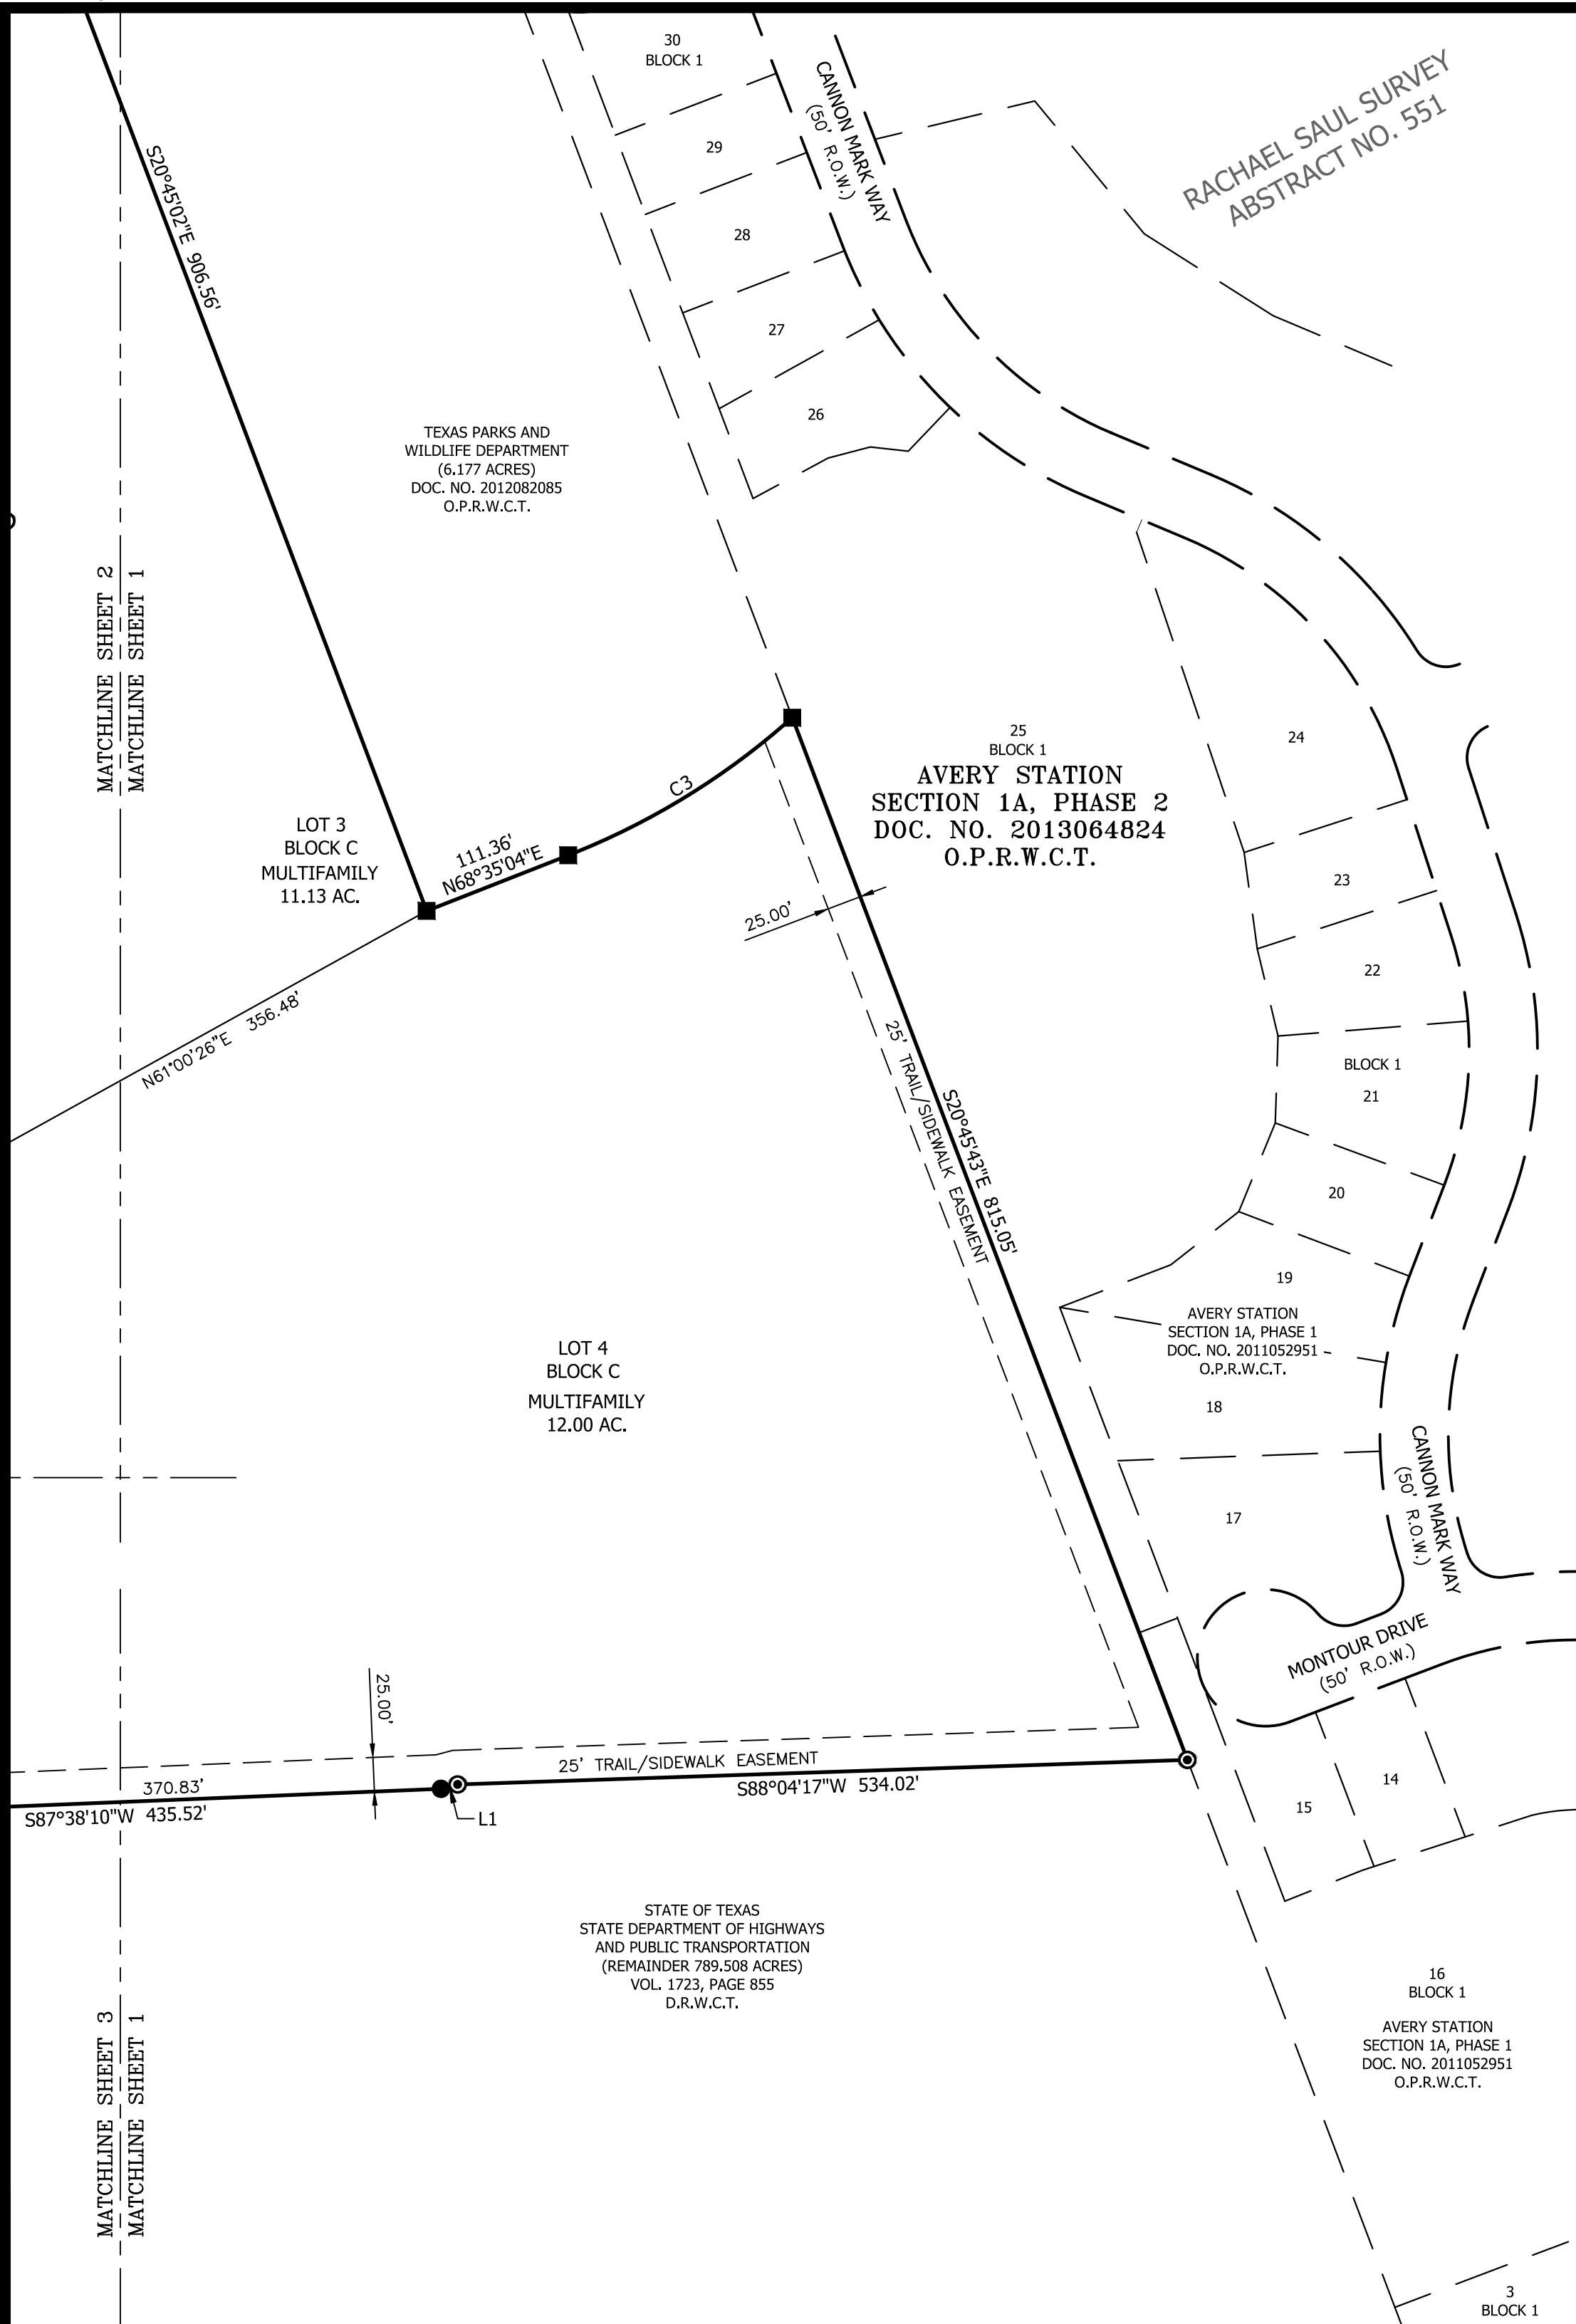 30
BLOCK 1
CANNON MARK WAY
(50' R.O.W.)
RACHAEL SAUL SURVEY
ABSTRACT NO. 551
29
28
27
26
S20°45'02"E 906.56'
TEXAS PARKS AND
WILDLIFE DEPARTMENT
(6.177 ACRES)
DOC. NO. 2012082085
O.P.R.W.C.T.
MATCHLINE SHEET 2
MATCHLINE SHEET 1
25
BLOCK 1
AVERY STATION
SECTION 1A, PHASE 2
DOC. NO. 2013064824
O.P.R.W.C.T.
24
C3
LOT 3
BLOCK C
MULTIFAMILY
11.13 AC.
111.36'
N68°35'04"E
25.00'
23
22
N61°00'26"E 356.48'
BLOCK 1
21
25' TRAIL/SIDEWALK EASEMENT
S20°45'43"E 815.05'
20
19
AVERY STATION
SECTION 1A, PHASE 1
DOC. NO. 2011052951
O.P.R.W.C.T.
LOT 4
BLOCK C
MULTIFAMILY
12.00 AC.
18
CANNON MARK WAY
(50' R.O.W.)
17
MONTOUR DRIVE
(50' R.O.W.)
25.00'
25' TRAIL/SIDEWALK EASEMENT
370.83'
S87°38'10"W 435.52'
L1
S88°04'17"W 534.02'
14
15
STATE OF TEXAS
STATE DEPARTMENT OF HIGHWAYS
AND PUBLIC TRANSPORTATION
(REMAINDER 789.508 ACRES)
VOL. 1723, PAGE 855
D.R.W.C.T.
16
BLOCK 1
AVERY STATION
SECTION 1A, PHASE 1
DOC. NO. 2011052951
O.P.R.W.C.T.
MATCHLINE SHEET 3
MATCHLINE SHEET 1
3
BLOCK 1